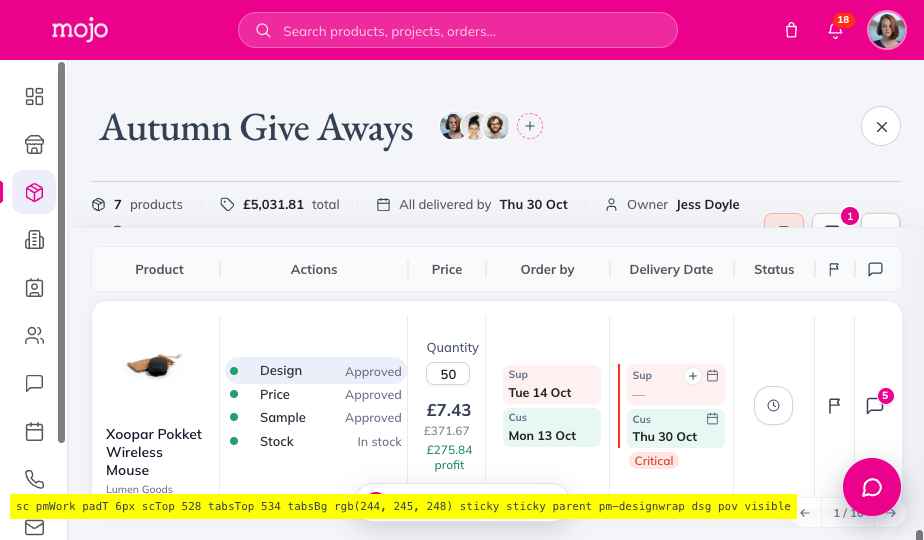 mojo
Search products, projects, orders...
18
Autumn Give Aways
7 products
£5,031.81 total
All delivered by Thu 30 Oct
Owner Jess Doyle
1
Product Actions Price Order by Delivery Date Status
Xoopar Pokket
Wireless
Mouse
Lumen Goods
Design Approved
Price Approved
Sample Approved
Stock In stock
Quantity
50
£7.43
£371.67
£275.84
profit
Sup
Tue 14 Oct
Cus
Mon 13 Oct
Sup
—
Cus
Thu 30 Oct
Critical
5
sc pmWork padT 6px scTop 528 tabsTop 534 tabsBg rgb(244, 245, 248) sticky sticky parent pm-designwrap dsg pov visible